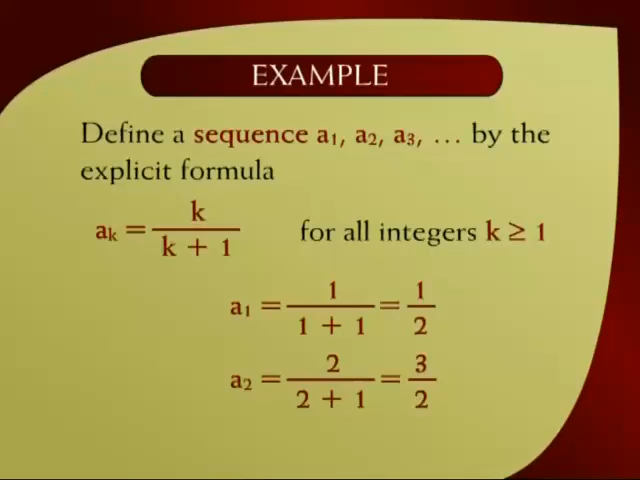 EXAMPLE
Define a sequence a₁, a₂, a₃, … by the
explicit formula
aₖ = k / (k + 1) for all integers k ≥ 1
a₁ = 1 / (1 + 1) = 1 / 2
a₂ = 2 / (2 + 1) = 3 / 2